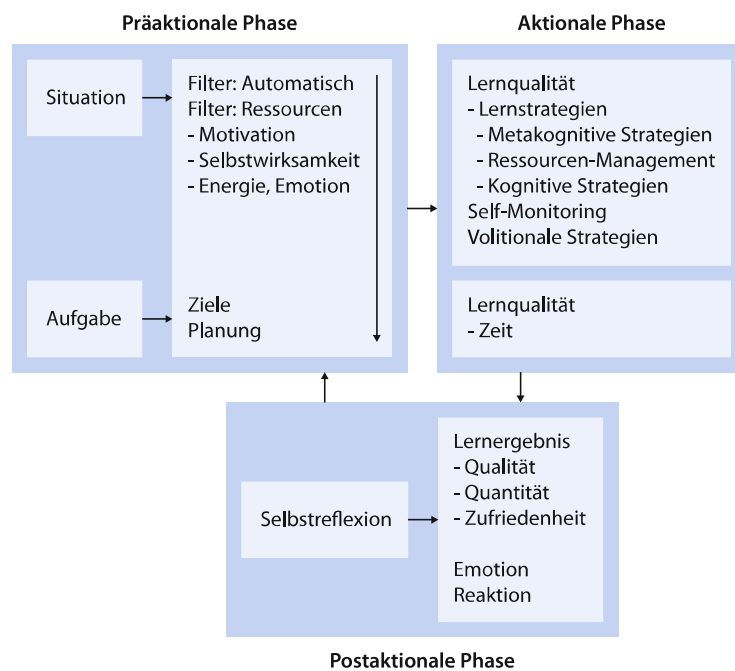 Präaktionale Phase
Situation
Filter: Automatisch
Filter: Ressourcen
- Motivation
- Selbstwirksamkeit
- Energie, Emotion
Aufgabe
Ziele
Planung
Aktionale Phase
Lernqualität
- Lernstrategien
- Metakognitive Strategien
- Ressourcen-Management
- Kognitive Strategien
Self-Monitoring
Volitionale Strategien
Lernqualität
- Zeit
Selbstreflexion
Lernergebnis
- Qualität
- Quantität
- Zufriedenheit
Emotion
Reaktion
Postaktionale Phase